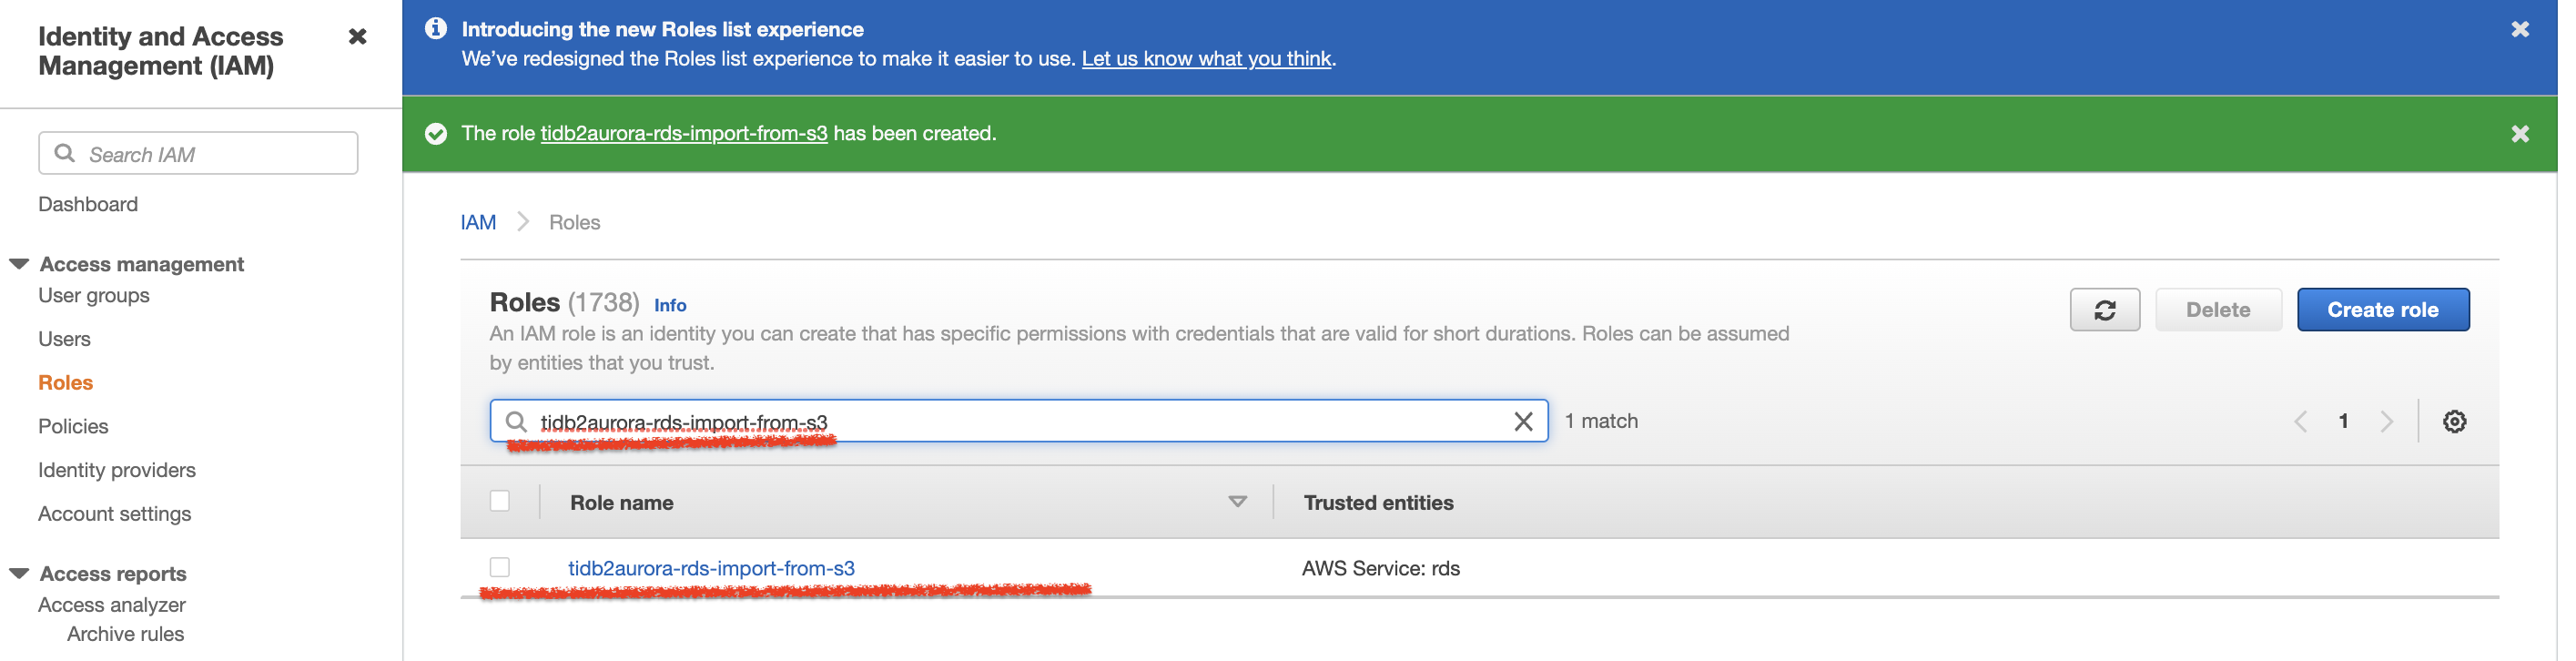 Identity and Access
Management (IAM)
Search IAM
Dashboard
Access management
User groups
Users
Roles
Policies
Identity providers
Account settings
Access reports
Access analyzer
Archive rules
Introducing the new Roles list experience
We've redesigned the Roles list experience to make it easier to use. Let us know what you think.
The role tidb2aurora-rds-import-from-s3 has been created.
IAM Roles
Roles (1738) Info
Delete
Create role
An IAM role is an identity you can create that has specific permissions with credentials that are valid for short durations. Roles can be assumed
by entities that you trust.
tidb2aurora-rds-import-from-s3
1 match
1
Role name
Trusted entities
tidb2aurora-rds-import-from-s3
AWS Service: rds